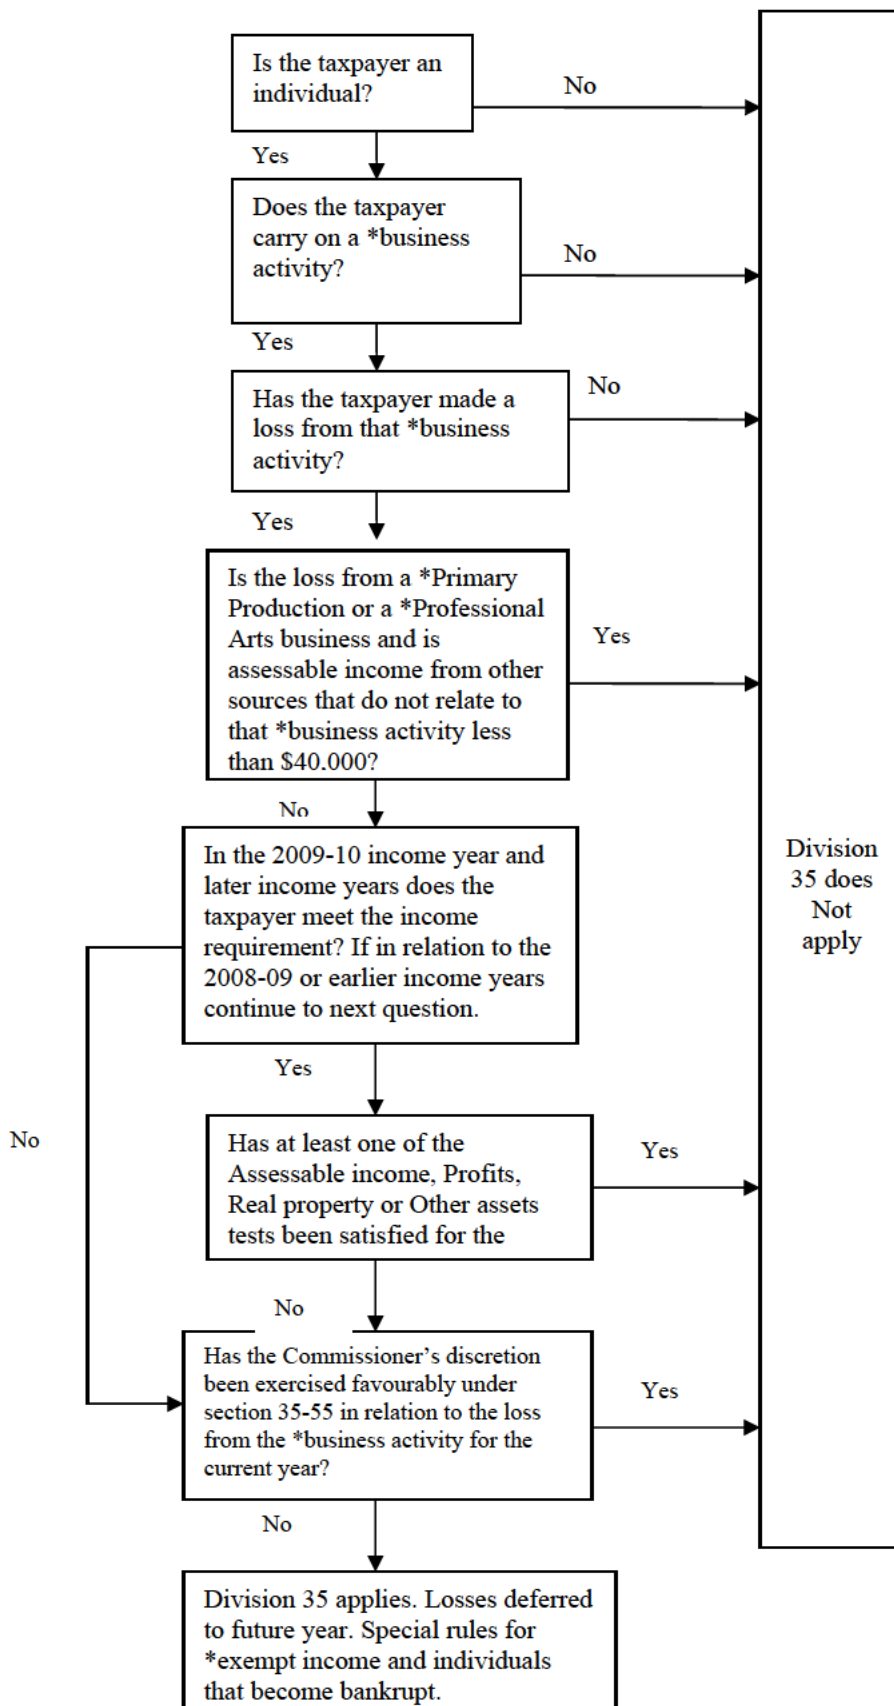 Is the taxpayer an
individual?
No
Yes
Does the taxpayer
carry on a *business
activity?
No
Yes
Has the taxpayer made a
loss from that *business
activity?
No
Yes
Is the loss from a *Primary
Production or a *Professional
Arts business and is
assessable income from other
sources that do not relate to
that *business activity less
than $40.000?
Yes
No
In the 2009-10 income year and
later income years does the
taxpayer meet the income
requirement? If in relation to the
2008-09 or earlier income years
continue to next question.
Division
35 does
Not
apply
Yes
No
Has at least one of the
Assessable income, Profits,
Real property or Other assets
tests been satisfied for the
Yes
No
Has the Commissioner's discretion
been exercised favourably under
section 35-55 in relation to the loss
from the *business activity for the
current year?
Yes
No
Division 35 applies. Losses deferred
to future year. Special rules for
*exempt income and individuals
that become bankrupt.